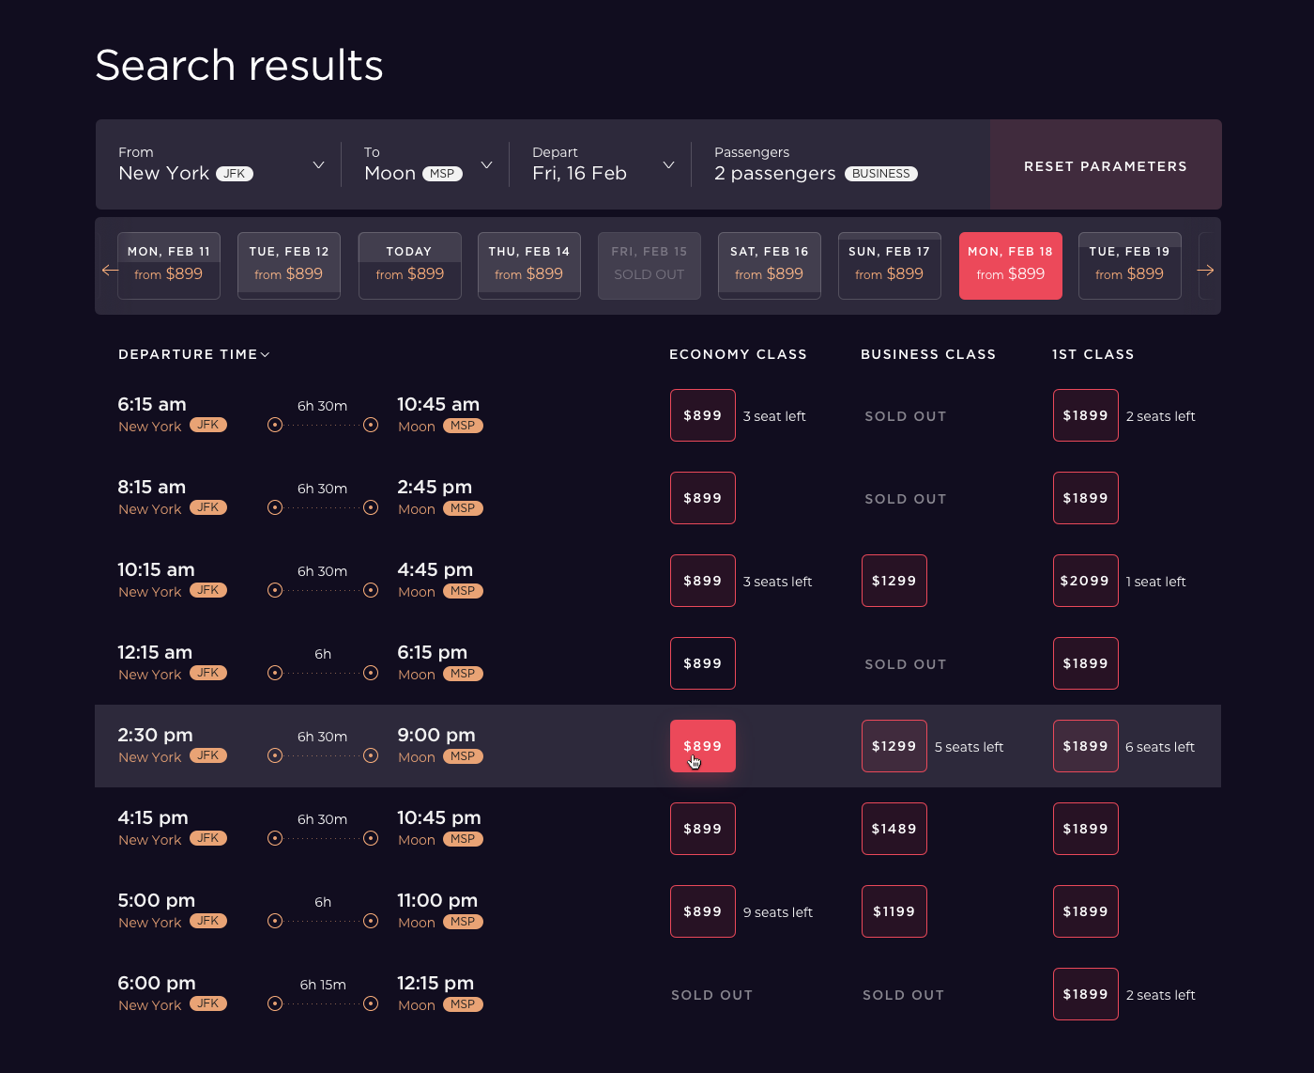 Search results
From
New York JFK
To
Moon MSP
Depart
Fri, 16 Feb
Passengers
2 passengers BUSINESS
RESET PARAMETERS
MON, FEB 11
from $899
TUE, FEB 12
from $899
TODAY
from $899
THU, FEB 14
from $899
FRI, FEB 15
SOLD OUT
SAT, FEB 16
from $899
SUN, FEB 17
from $899
MON, FEB 18
from $899
TUE, FEB 19
from $899
DEPARTURE TIME ECONOMY CLASS BUSINESS CLASS 1ST CLASS
6:15 am 6h 30m 10:45 am
New York JFK Moon MSP
$899 3 seat left SOLD OUT $1899 2 seats left
8:15 am 6h 30m 2:45 pm
New York JFK Moon MSP
$899 SOLD OUT $1899
10:15 am 6h 30m 4:45 pm
New York JFK Moon MSP
$899 3 seats left $1299 $2099 1 seat left
12:15 am 6h 6:15 pm
New York JFK Moon MSP
$899 SOLD OUT $1899
2:30 pm 6h 30m 9:00 pm
New York JFK Moon MSP
$899 $1299 5 seats left $1899 6 seats left
4:15 pm 6h 30m 10:45 pm
New York JFK Moon MSP
$899 $1489 $1899
5:00 pm 6h 11:00 pm
New York JFK Moon MSP
$899 9 seats left $1199 $1899
6:00 pm 6h 15m 12:15 pm
New York JFK Moon MSP
SOLD OUT SOLD OUT $1899 2 seats left